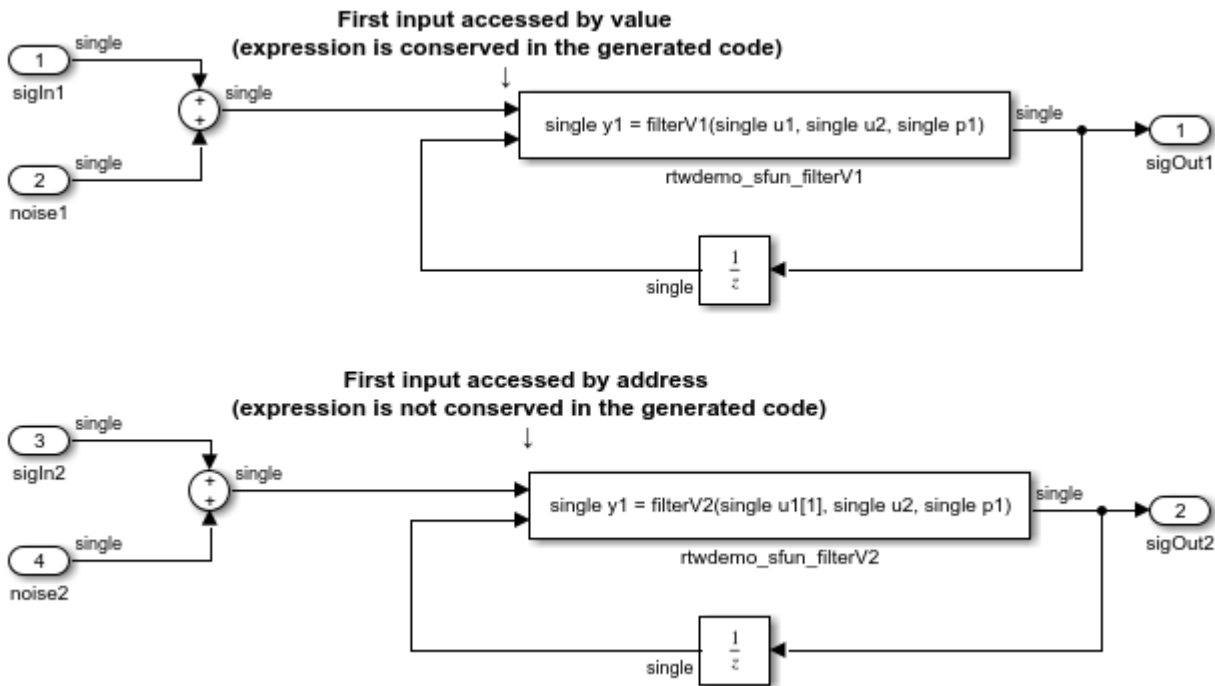 First input accessed by value
(expression is conserved in the generated code)
↓
single
1
sigIn1
+
+
single
single y1 = filterV1(single u1, single u2, single p1)
single
1
sigOut1
single
2
noise1
rtwdemo_sfun_filterV1
1
z
single
First input accessed by address
(expression is not conserved in the generated code)
↓
single
3
sigIn2
+
+
single
single y1 = filterV2(single u1[1], single u2, single p1)
single
2
sigOut2
single
4
noise2
rtwdemo_sfun_filterV2
1
z
single